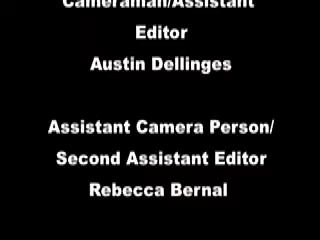 Cameraman/Assistant
Editor
Austin Dellinges
Assistant Camera Person/
Second Assistant Editor
Rebecca Bernal